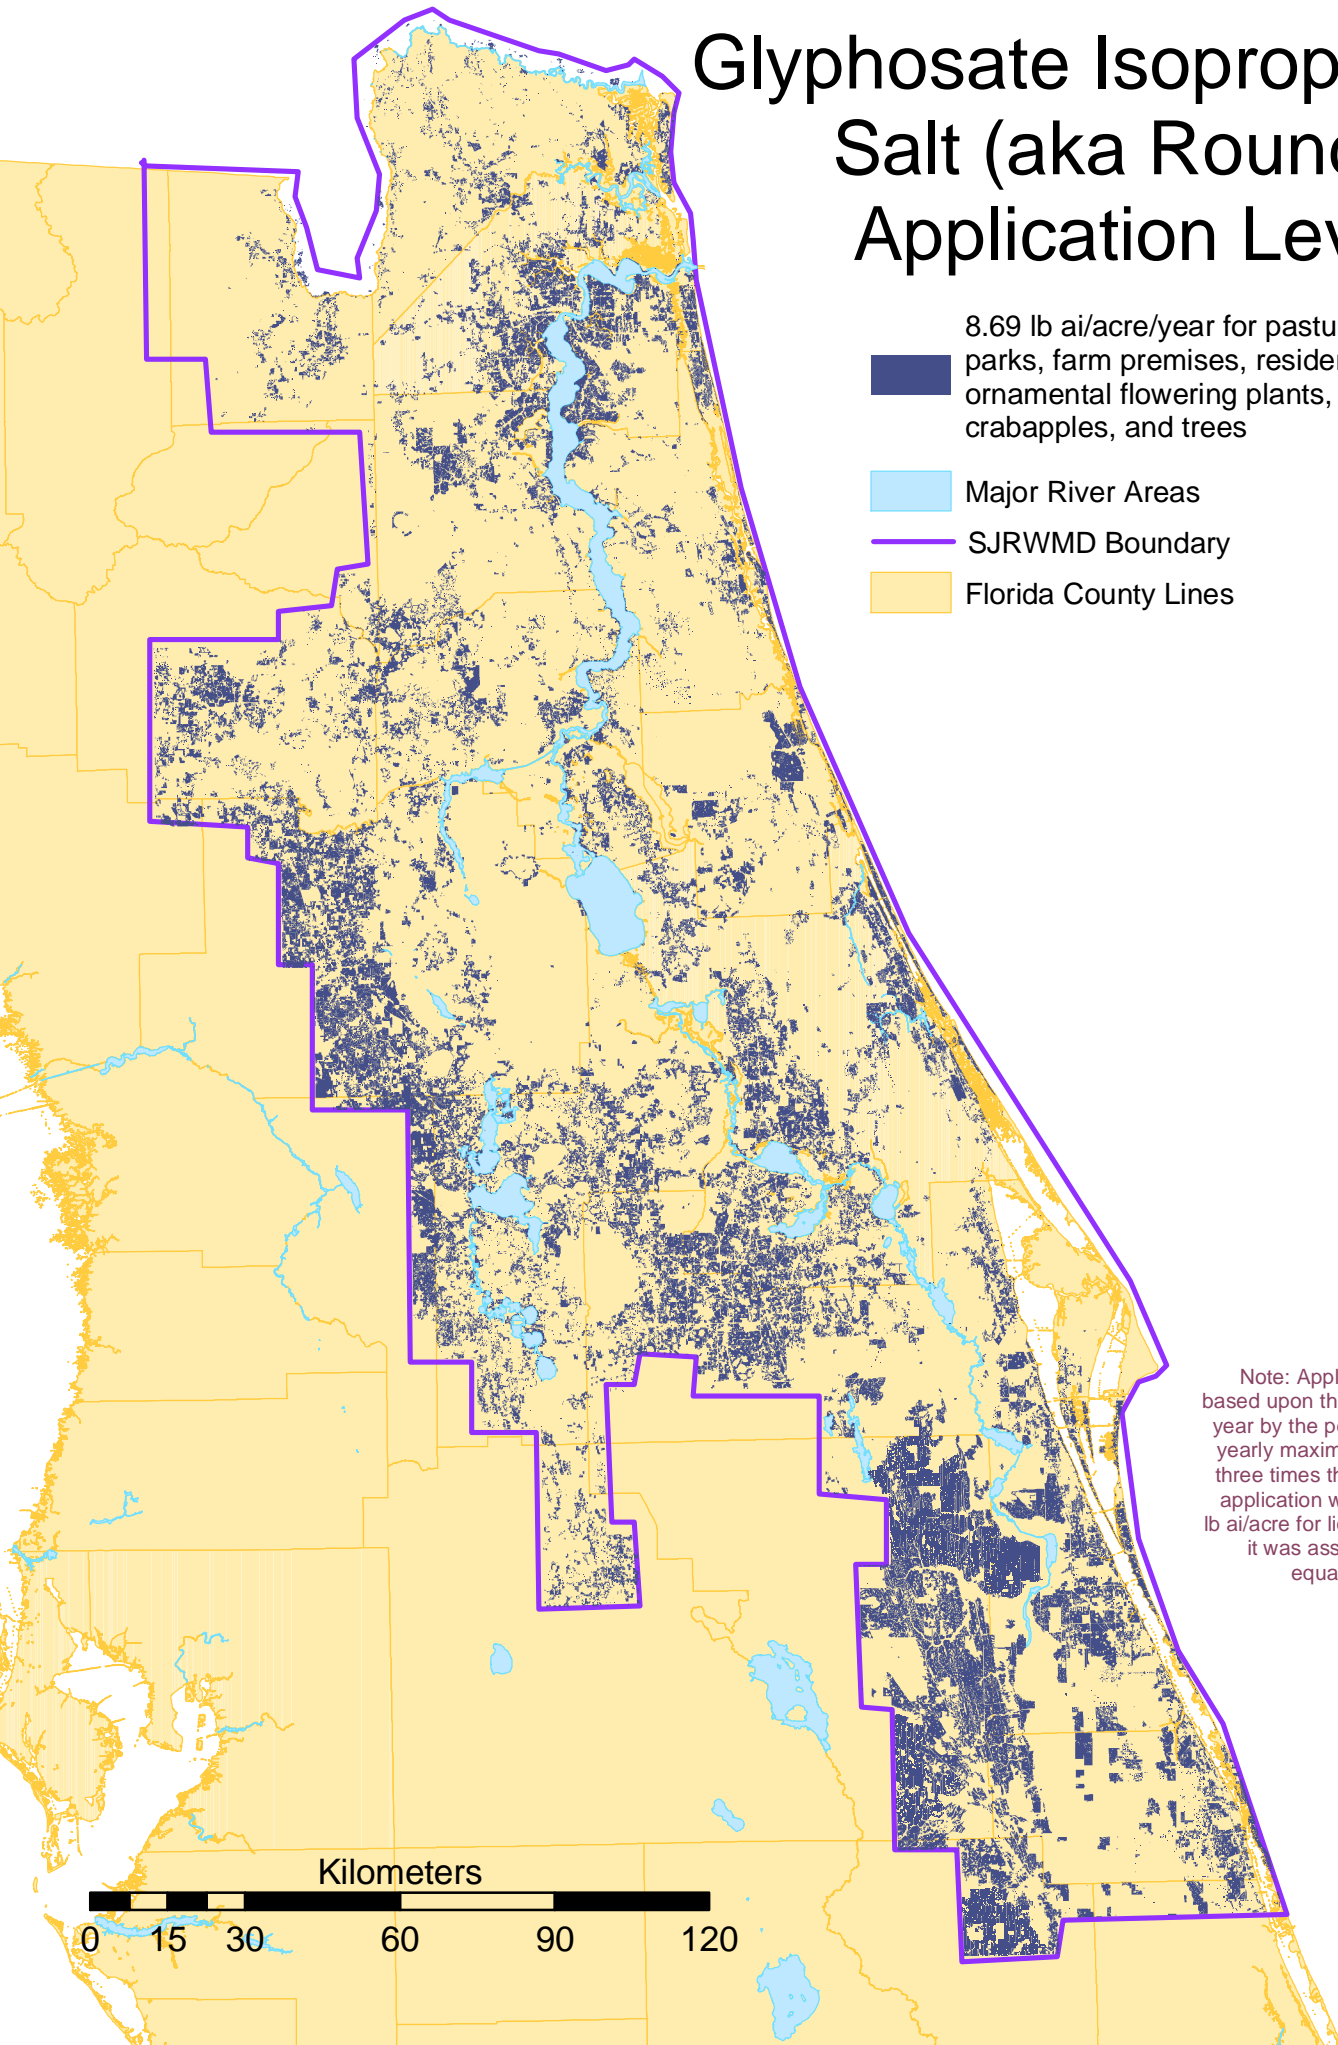 Glyphosate Isoprop
Salt (aka Roun
Application Lev
8.69 lb ai/acre/year for pastu
parks, farm premises, reside
ornamental flowering plants,
crabapples, and trees
Major River Areas
SJRWMD Boundary
Florida County Lines
Note: Appl
based upon th
year by the p
yearly maxim
three times th
application w
lb ai/acre for li
it was ass
equa
Kilometers
0 15 30 60 90 120